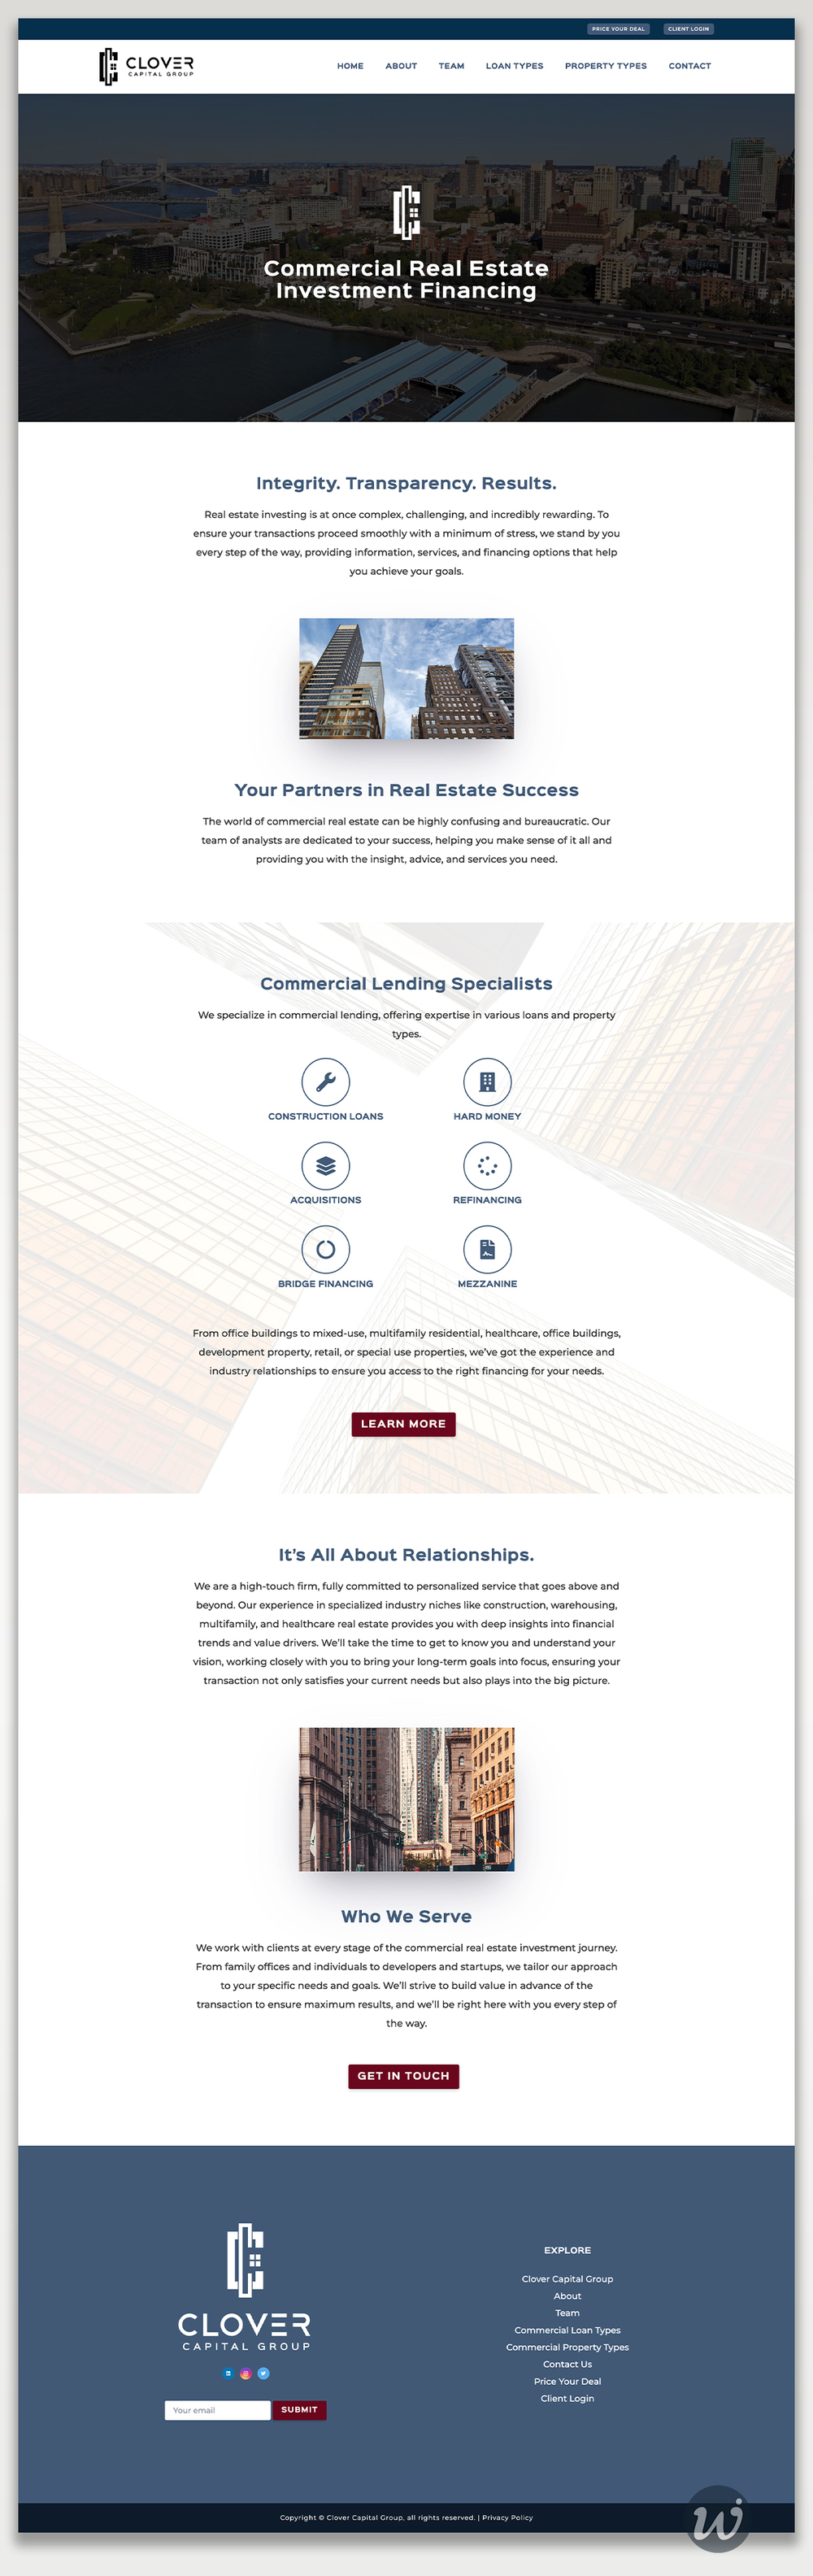 PRICE YOUR DEAL
CLIENT LOGIN
CLOVER
CAPITAL GROUP
HOME
ABOUT
TEAM
LOAN TYPES
PROPERTY TYPES
CONTACT
Commercial Real Estate
Investment Financing
Integrity. Transparency. Results.
Real estate investing is at once complex, challenging, and incredibly rewarding. To
ensure your transactions proceed smoothly with a minimum of stress, we stand by you
every step of the way, providing information, services, and financing options that help
you achieve your goals.
Your Partners in Real Estate Success
The world of commercial real estate can be highly confusing and bureaucratic. Our
team of analysts are dedicated to your success, helping you make sense of it all and
providing you with the insight, advice, and services you need.
Commercial Lending Specialists
We specialize in commercial lending, offering expertise in various loans and property
types.
CONSTRUCTION LOANS
HARD MONEY
ACQUISITIONS
REFINANCING
BRIDGE FINANCING
MEZZANINE
From office buildings to mixed-use, multifamily residential, healthcare, office buildings,
development property, retail, or special use properties, we've got the experience and
industry relationships to ensure you access to the right financing for your needs.
LEARN MORE
It's All About Relationships.
We are a high-touch firm, fully committed to personalized service that goes above and
beyond. Our experience in specialized industry niches like construction, warehousing,
multifamily, and healthcare real estate provides you with deep insights into financial
trends and value drivers. We'll take the time to get to know you and understand your
vision, working closely with you to bring your long-term goals into focus, ensuring your
transaction not only satisfies your current needs but also plays into the big picture.
Who We Serve
We work with clients at every stage of the commercial real estate investment journey.
From family offices and individuals to developers and startups, we tailor our approach
to your specific needs and goals. We'll strive to build value in advance of the
transaction to ensure maximum results, and we'll be right here with you every step of
the way.
GET IN TOUCH
CLOVER
CAPITAL GROUP
Your email
SUBMIT
EXPLORE
Clover Capital Group
About
Team
Commercial Loan Types
Commercial Property Types
Contact Us
Price Your Deal
Client Login
Copyright © Clover Capital Group, all rights reserved. | Privacy Policy
w